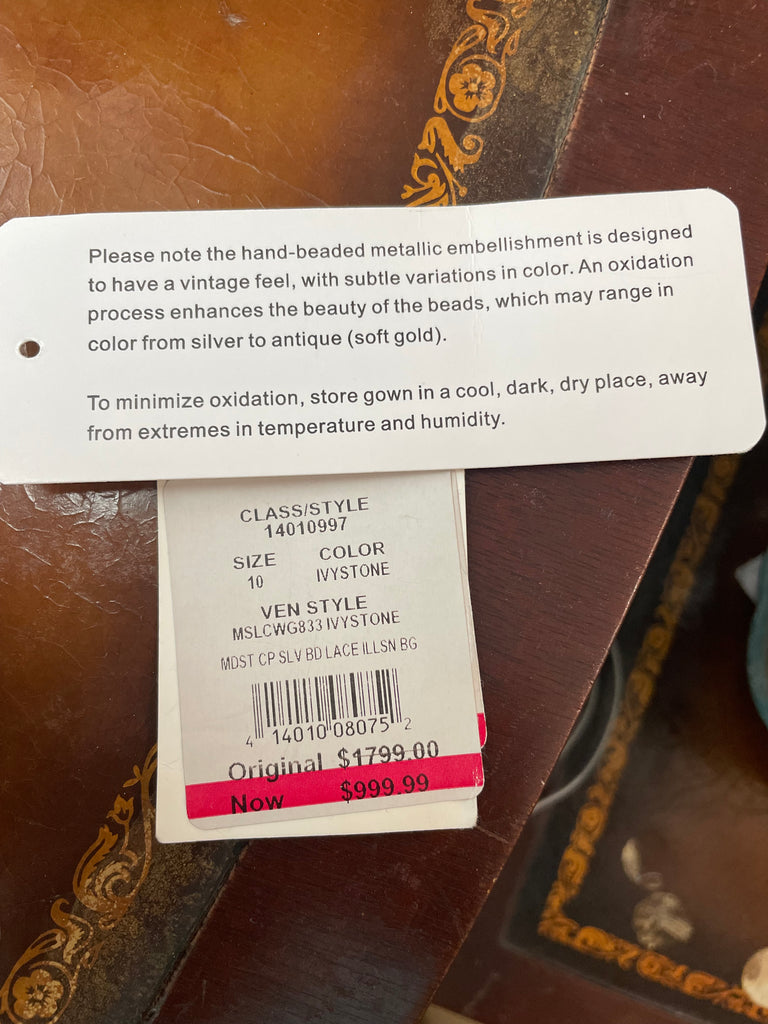 Please note the hand-beaded metallic embellishment is designed
to have a vintage feel, with subtle variations in color. An oxidation
process enhances the beauty of the beads, which may range in
color from silver to antique (soft gold).
To minimize oxidation, store gown in a cool, dark, dry place, away
from extremes in temperature and humidity.
CLASS/STYLE
14010997
SIZE COLOR
10 IVYSTONE
VEN STYLE
MSLCWG833 IVYSTONE
MDST CP SLV BD LACE ILLSN BG
4 14010 08075 2
Original $1799.00
Now $999.99